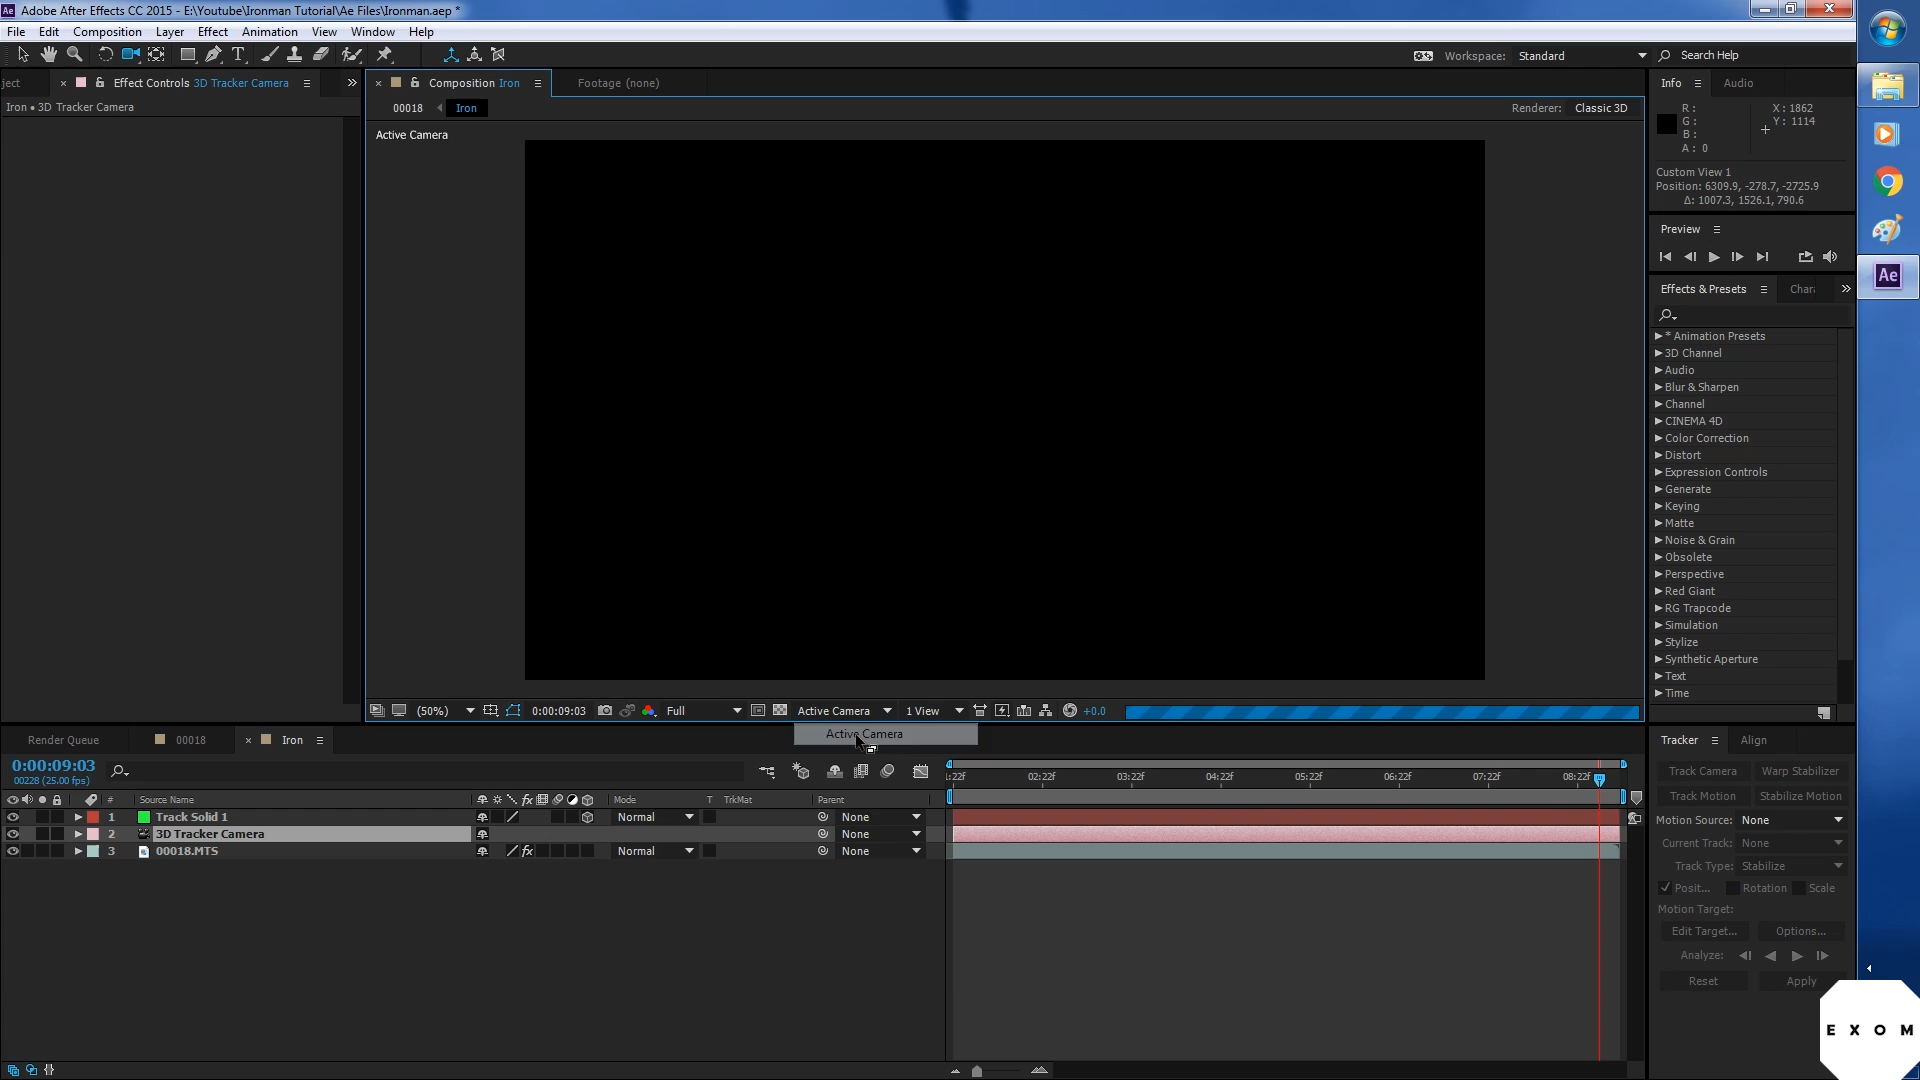 Adobe After Effects CC 2015 - E:\Youtube\Ironman Tutorial\Ae Files\Ironman.aep *
File Edit Composition Layer Effect Animation View Window Help
Workspace: Standard Search Help
ject × Effect Controls 3D Tracker Camera
Iron • 3D Tracker Camera
× Composition Iron
Footage (none)
00018 Iron
Renderer: Classic 3D
Active Camera
Info Audio
R :
G :
B :
A : 0
X : 1862
Y : 1114
Custom View 1
Position: 6309.9, -278.7, -2725.9
Δ: 1007.3, 1526.1, 790.6
Preview
Effects & Presets Chara
* Animation Presets
3D Channel
Audio
Blur & Sharpen
Channel
CINEMA 4D
Color Correction
Distort
Expression Controls
Generate
Keying
Matte
Noise & Grain
Obsolete
Perspective
Red Giant
RG Trapcode
Simulation
Stylize
Synthetic Aperture
Text
Time
(50%) 0:00:09:03 Full Active Camera 1 View +0.0
Active Camera
Render Queue 00018 × Iron
0:00:09:03
00228 (25.00 fps)
1:22f 02:22f 03:22f 04:22f 05:22f 06:22f 07:22f 08:22f
# Source Name fx Mode T TrkMat Parent
1 Track Solid 1 Normal None
2 3D Tracker Camera None
3 00018.MTS fx Normal None
Tracker Align
Track Camera Warp Stabilizer
Track Motion Stabilize Motion
Motion Source: None
Current Track: None
Track Type: Stabilize
Posit... Rotation Scale
Motion Target:
Edit Target... Options...
Analyze:
Reset Apply
Ae
Ae
EXOM